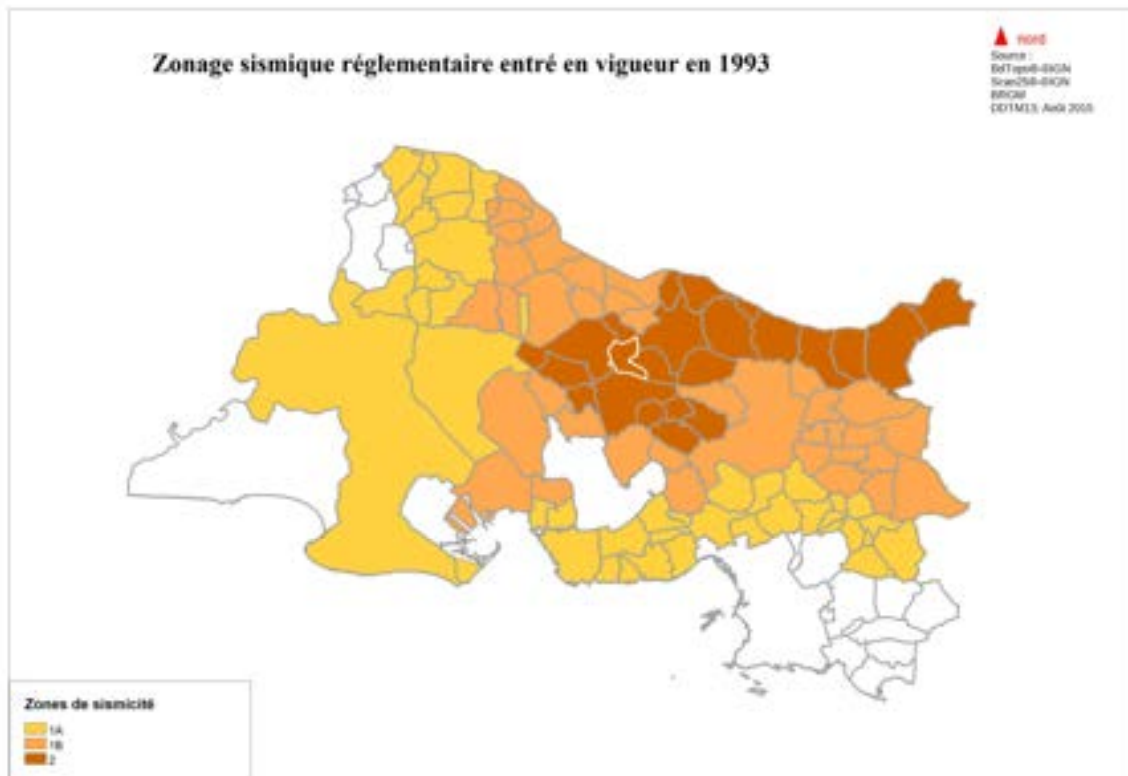 Zonage sismique réglementaire entré en vigueur en 1993
nord
Source :
BdTopo®©IGN
Scan25®©IGN
BRGM
DDTM13; Août 2015
Zones de sismicité
1A
1B
2